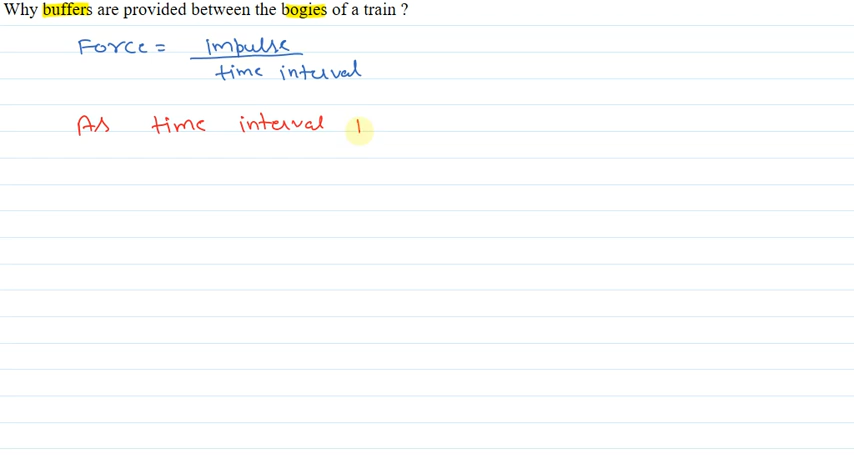 Why buffers are provided between the bogies of a train ?
Force = impulse
time interval
As time interval